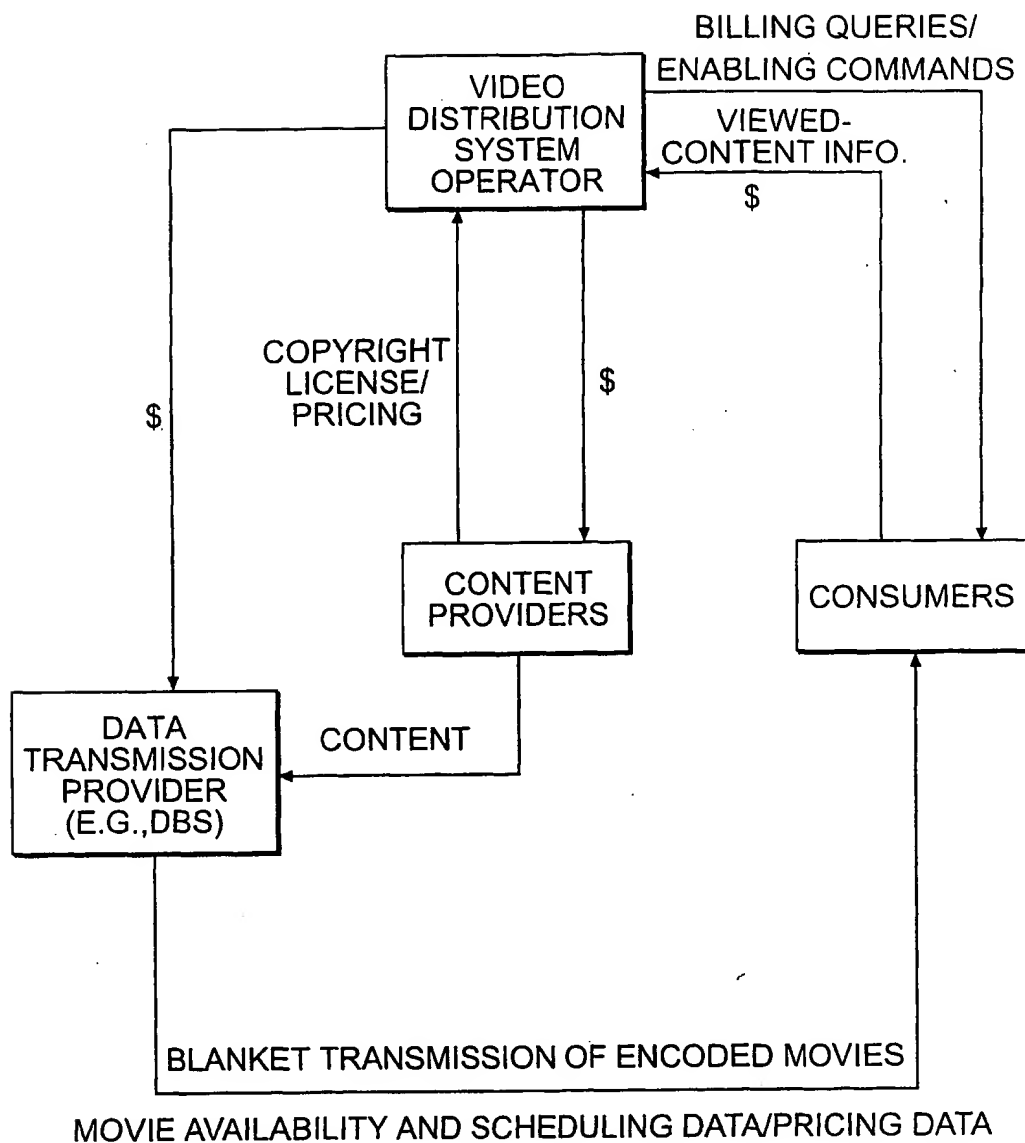 BILLING QUERIES/
ENABLING COMMANDS
VIDEO
DISTRIBUTION
SYSTEM
OPERATOR
VIEWED-
CONTENT INFO.
$
COPYRIGHT
LICENSE/
PRICING
$
$
CONTENT
PROVIDERS
CONSUMERS
DATA
TRANSMISSION
PROVIDER
(E.G.,DBS)
CONTENT
BLANKET TRANSMISSION OF ENCODED MOVIES
MOVIE AVAILABILITY AND SCHEDULING DATA/PRICING DATA